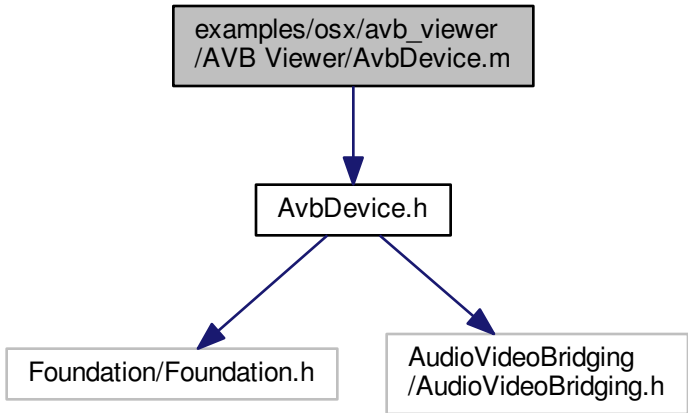 examples/osx/avb_viewer
/AVB Viewer/AvbDevice.m
AvbDevice.h
Foundation/Foundation.h
AudioVideoBridging
/AudioVideoBridging.h